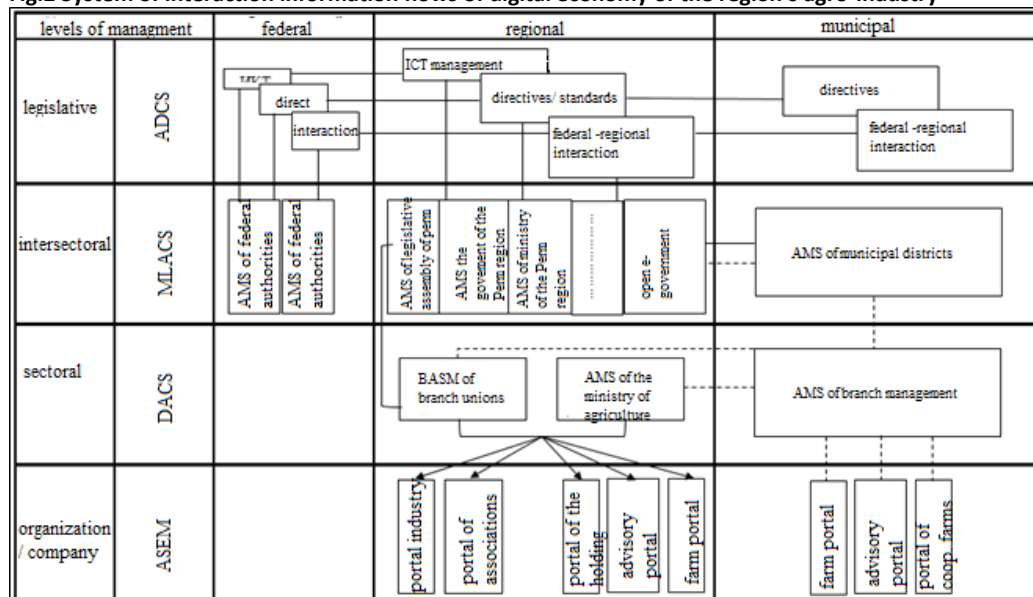 Fig.2 System of interaction information flows of digital economy of the region's agro-industry
levels of managment
federal
regional
municipal
legislative
ADCS
direct
interaction
ICT management
directives/ standards
federal -regional
interaction
directives
federal -regional
interaction
intersectoral
MLACS
AMS of federal
authorities
AMS of federal
authorities
AMS of legislative
assembly of perm
AMS the
govement of the
Perm region
AMS of ministry
of the Perm
region
open e-
government
AMS of municipal districts
sectoral
DACS
BASM of
branch unions
AMS of the
ministry of
agriculture
AMS of branch management
organization
/ company
ASEM
portal industry
portal of
associations
portal of the
holding
advisory
portal
farm portal
farm portal
advisory
portal
portal of
coop. farms